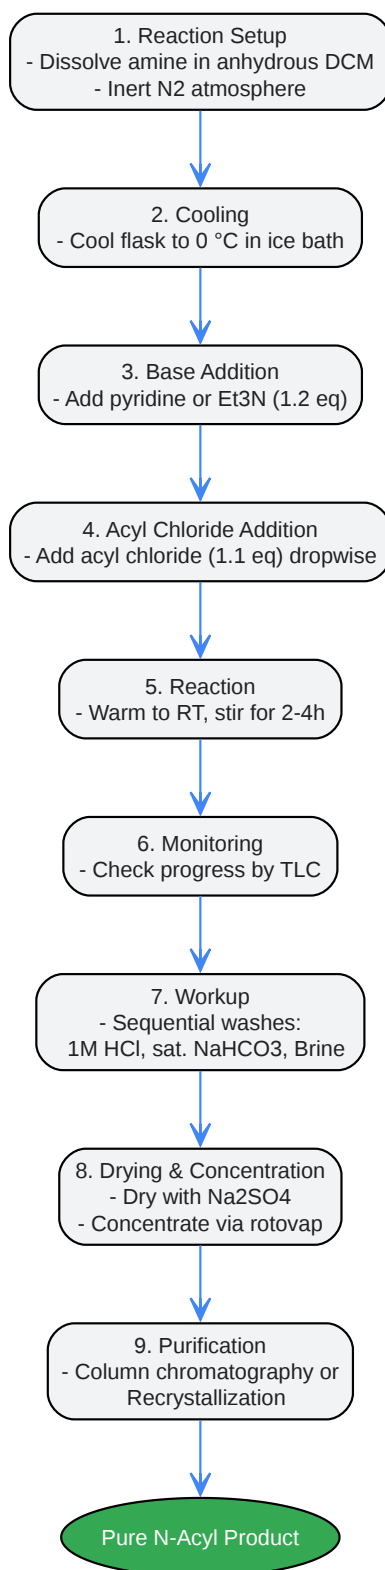 1. Reaction Setup
- Dissolve amine in anhydrous DCM
- Inert N2 atmosphere
2. Cooling
- Cool flask to 0 °C in ice bath
3. Base Addition
- Add pyridine or Et3N (1.2 eq)
4. Acyl Chloride Addition
- Add acyl chloride (1.1 eq) dropwise
5. Reaction
- Warm to RT, stir for 2-4h
6. Monitoring
- Check progress by TLC
7. Workup
- Sequential washes:
1M HCl, sat. NaHCO3, Brine
8. Drying & Concentration
- Dry with Na2SO4
- Concentrate via rotovap
9. Purification
- Column chromatography or
Recrystallization
Pure N-Acyl Product